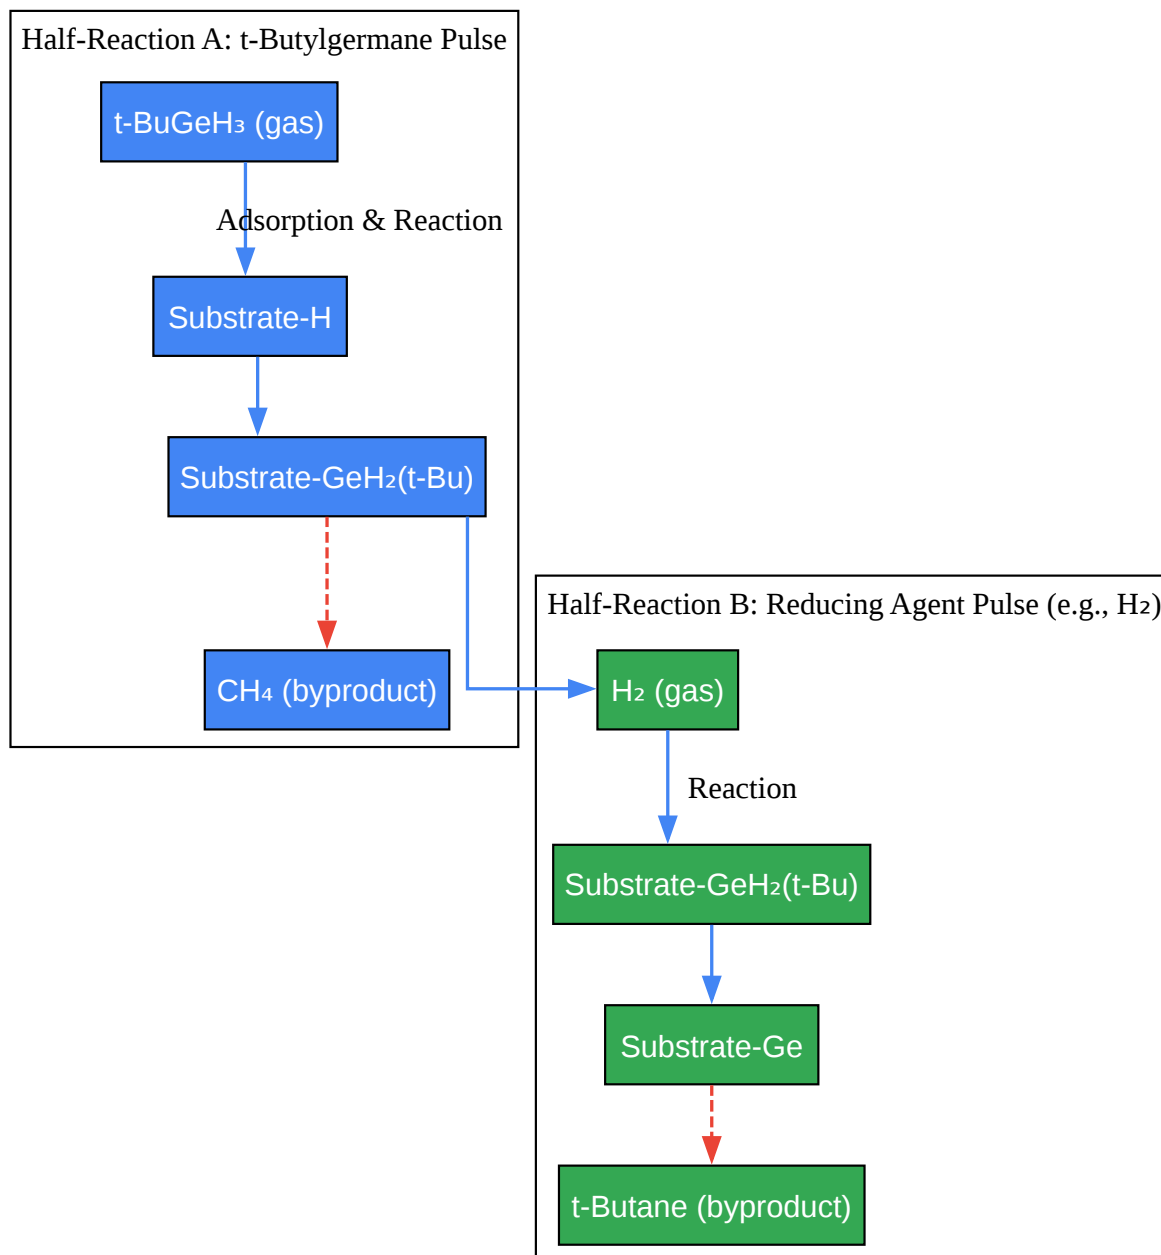 Half-Reaction A: t-Butylgermane Pulse
t-BuGeH₃ (gas)
Adsorption & Reaction
Substrate-H
Substrate-GeH₂(t-Bu)
CH₄ (byproduct)
Half-Reaction B: Reducing Agent Pulse (e.g., H₂)
H₂ (gas)
Reaction
Substrate-GeH₂(t-Bu)
Substrate-Ge
t-Butane (byproduct)